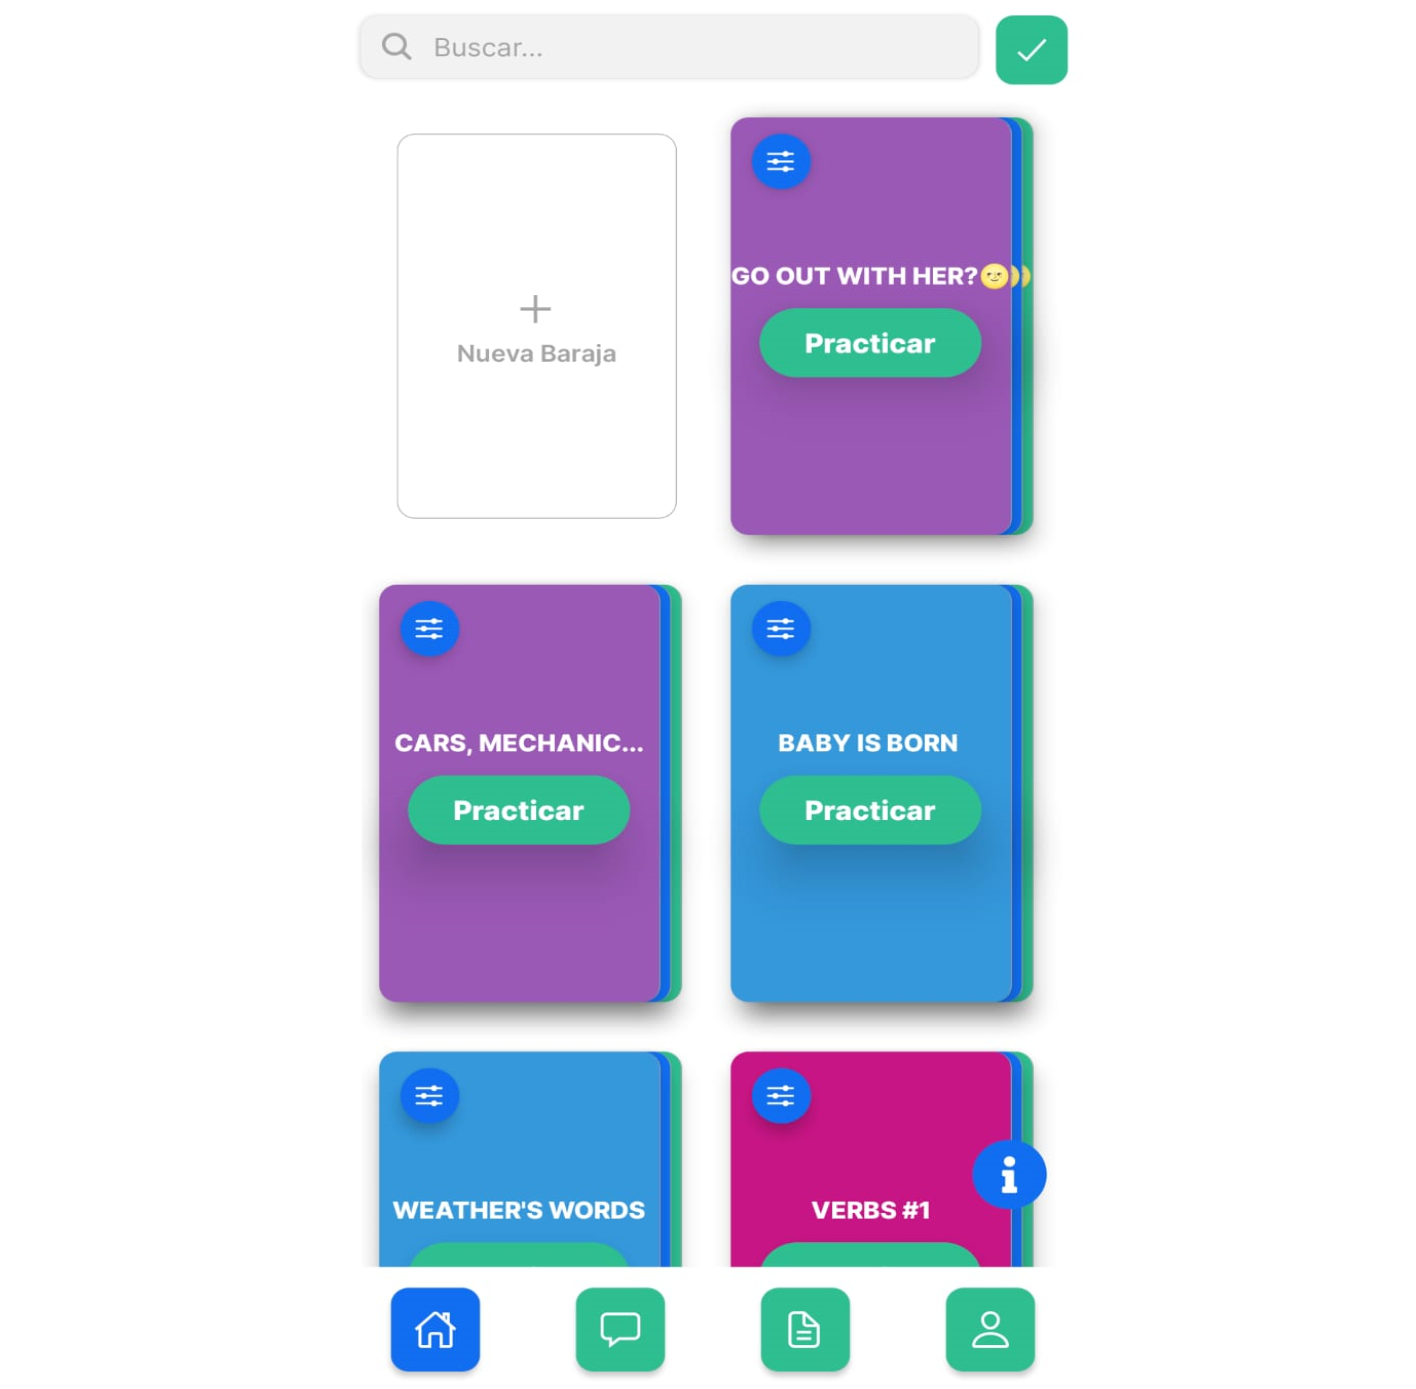 Buscar...
Nueva Baraja
GO OUT WITH HER?🌝
Practicar
CARS, MECHANIC...
Practicar
BABY IS BORN
Practicar
WEATHER'S WORDS
VERBS #1